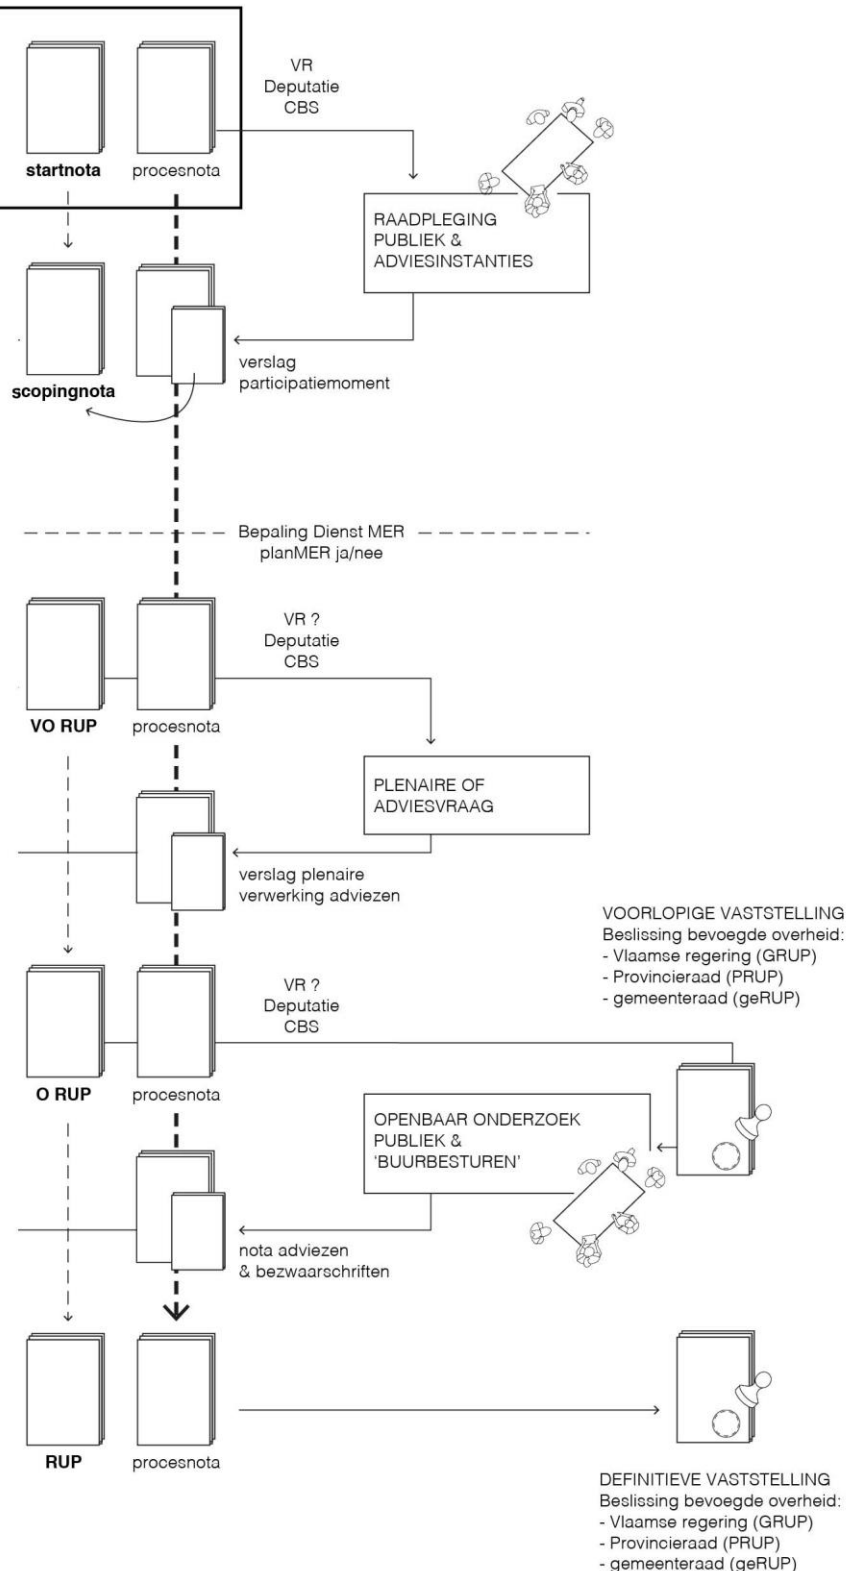 VR
Deputatie
CBS
startnota
procesnota
RAADPLEGING
PUBLIEK &
ADVIESINSTANTIES
scopingnota
verslag
participatiemoment
Bepaling Dienst MER
planMER ja/nee
VR ?
Deputatie
CBS
VO RUP
procesnota
PLENAIRE OF
ADVIESVRAAG
verslag plenaire
verwerking adviezen
VOORLOPIGE VASTSTELLING
Beslissing bevoegde overheid:
- Vlaamse regering (GRUP)
- Provincieraad (PRUP)
- gemeenteraad (geRUP)
VR ?
Deputatie
CBS
O RUP
procesnota
OPENBAAR ONDERZOEK
PUBLIEK &
'BUURBESTUREN'
nota adviezen
& bezwaarschriften
RUP
procesnota
DEFINITIEVE VASTSTELLING
Beslissing bevoegde overheid:
- Vlaamse regering (GRUP)
- Provincieraad (PRUP)
- gemeenteraad (geRUP)